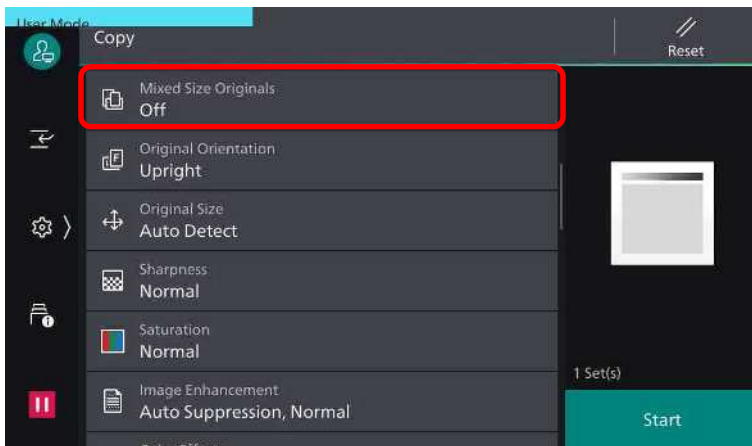 User Mode
Copy
Reset
Mixed Size Originals
Off
Original Orientation
Upright
Original Size
Auto Detect
Sharpness
Normal
Saturation
Normal
Image Enhancement
Auto Suppression, Normal
1 Set(s)
Start